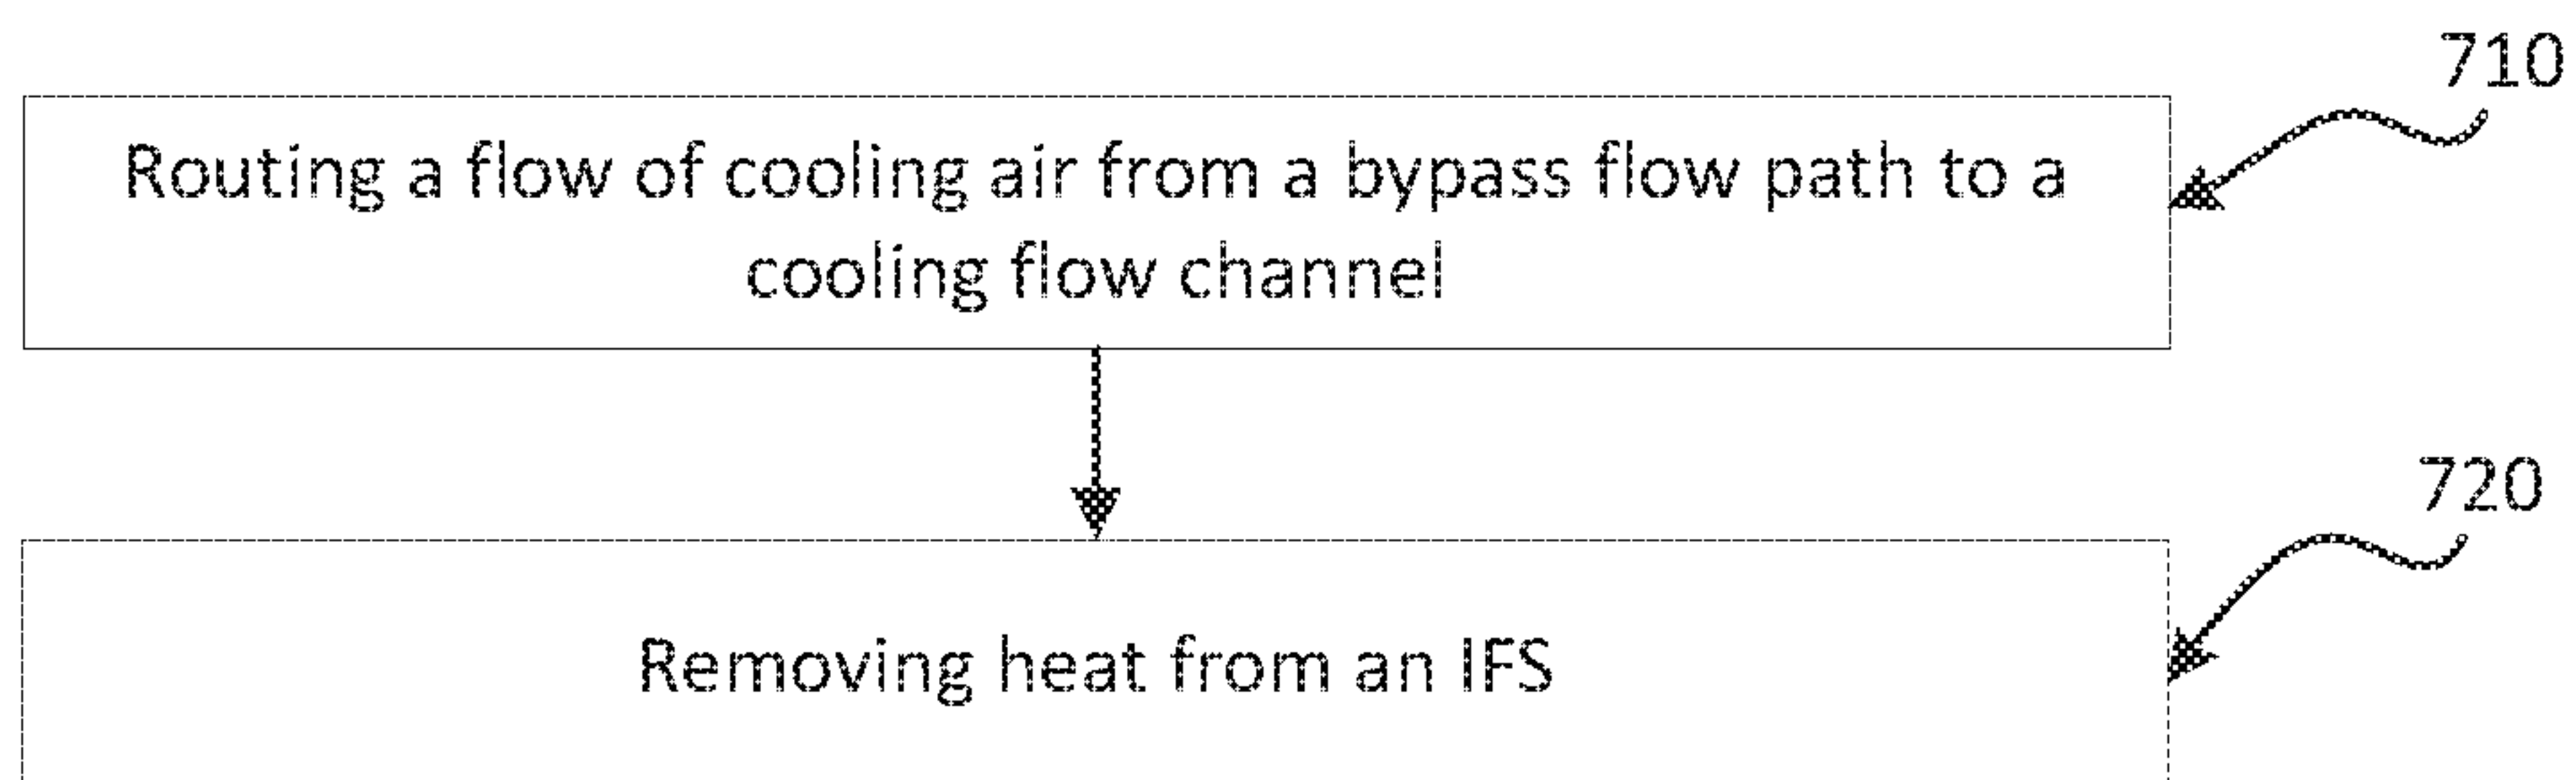 710
Routing a flow of cooling air from a bypass flow path to a
cooling flow channel
720
Removing heat from an IFS